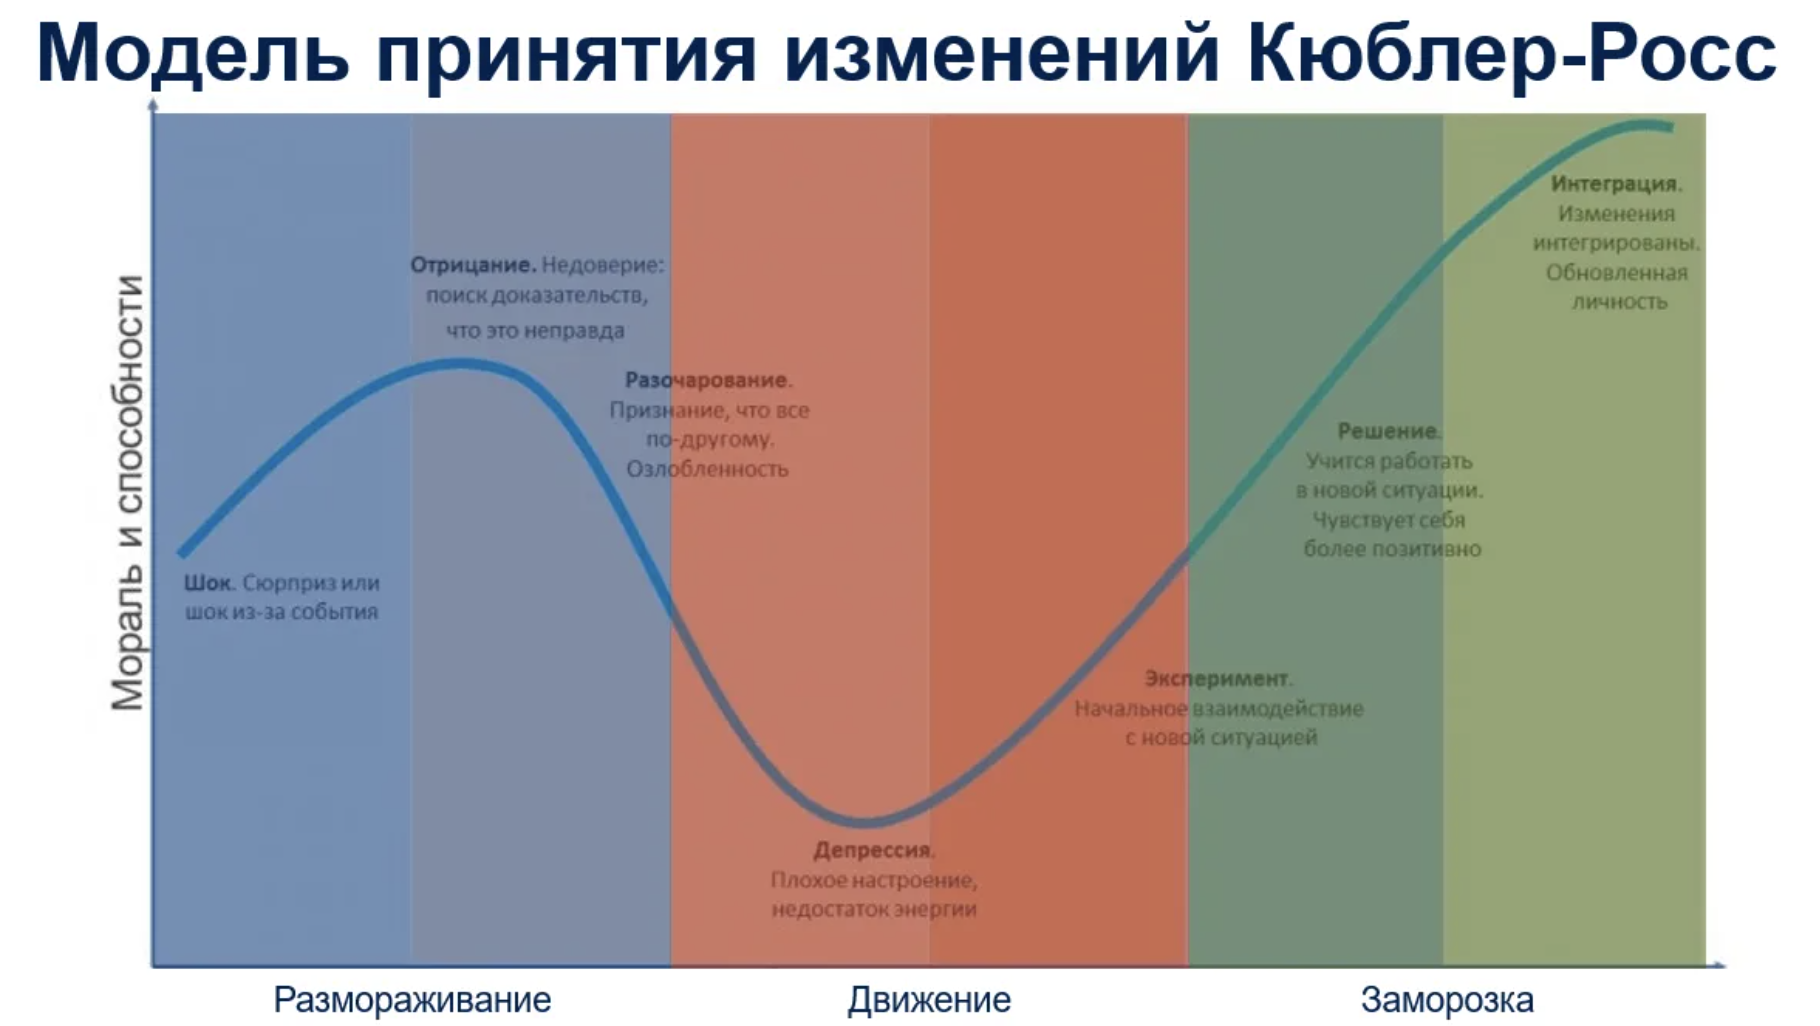 Модель принятия изменений Кюблер-Росс
Мораль и способности
Шок. Сюрприз или
шок из-за события
Отрицание. Недоверие:
поиск доказательств,
что это неправда
Разочарование.
Признание, что все
по-другому.
Озлобленность
Депрессия.
Плохое настроение,
недостаток энергии
Эксперимент.
Начальное взаимодействие
с новой ситуацией
Решение.
Учится работать
в новой ситуации.
Чувствует себя
более позитивно
Интеграция.
Изменения
интегрированы.
Обновленная
личность
Размораживание
Движение
Заморозка